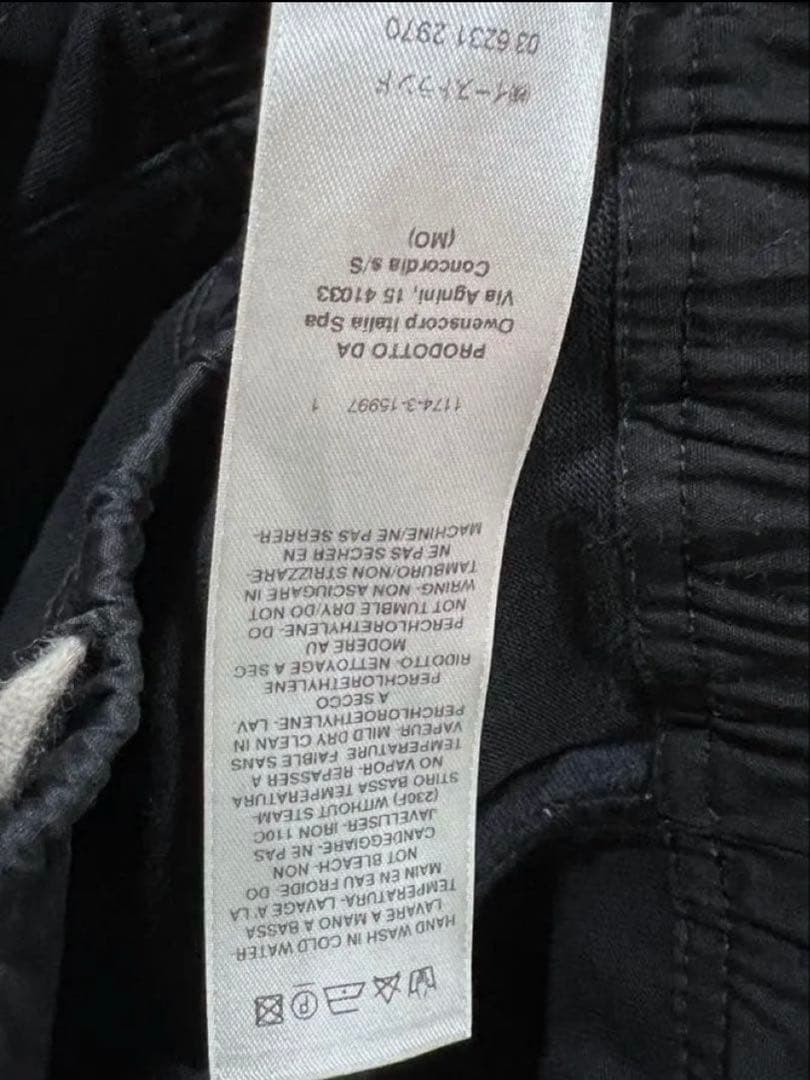 HAND WASH IN COLD WATER-
LAVARE A MANO A BASSA
TEMPERATURA- LAVAGE A'LA
MAIN EN EAU FROIDE- DO
NOT BLEACH- NON
CANDEGGIARE- NE PAS
JAVELLISER- IRON 110C
(230F) WITHOUT STEAM-
STIRO BASSA TEMPERATURA
NO VAPOR- REPASSER A
TEMPERATURE FAIBLE SANS
VAPEUR- MILD DRY CLEAN IN
PERCHLOROETHYLENE- LAV.
A SECCO
PERCHLORETHYLENE
RIDOTTO- NETTOYAGE A SEC
MODERE AU
PERCHLORETHYLENE- DO
NOT TUMBLE DRY/DO NOT
WRING- NON ASCIUGARE IN
TAMBURO/NON STRIZZARE-
NE PAS SECHER EN
MACHINE/NE PAS SERRER-
1174-3-15997 1
PRODOTTO DA
Owenscorp Italia Spa
Via Agnini, 15 41033
Concordia s/S
(MO)
㈱イーストランド
03 6231 2970